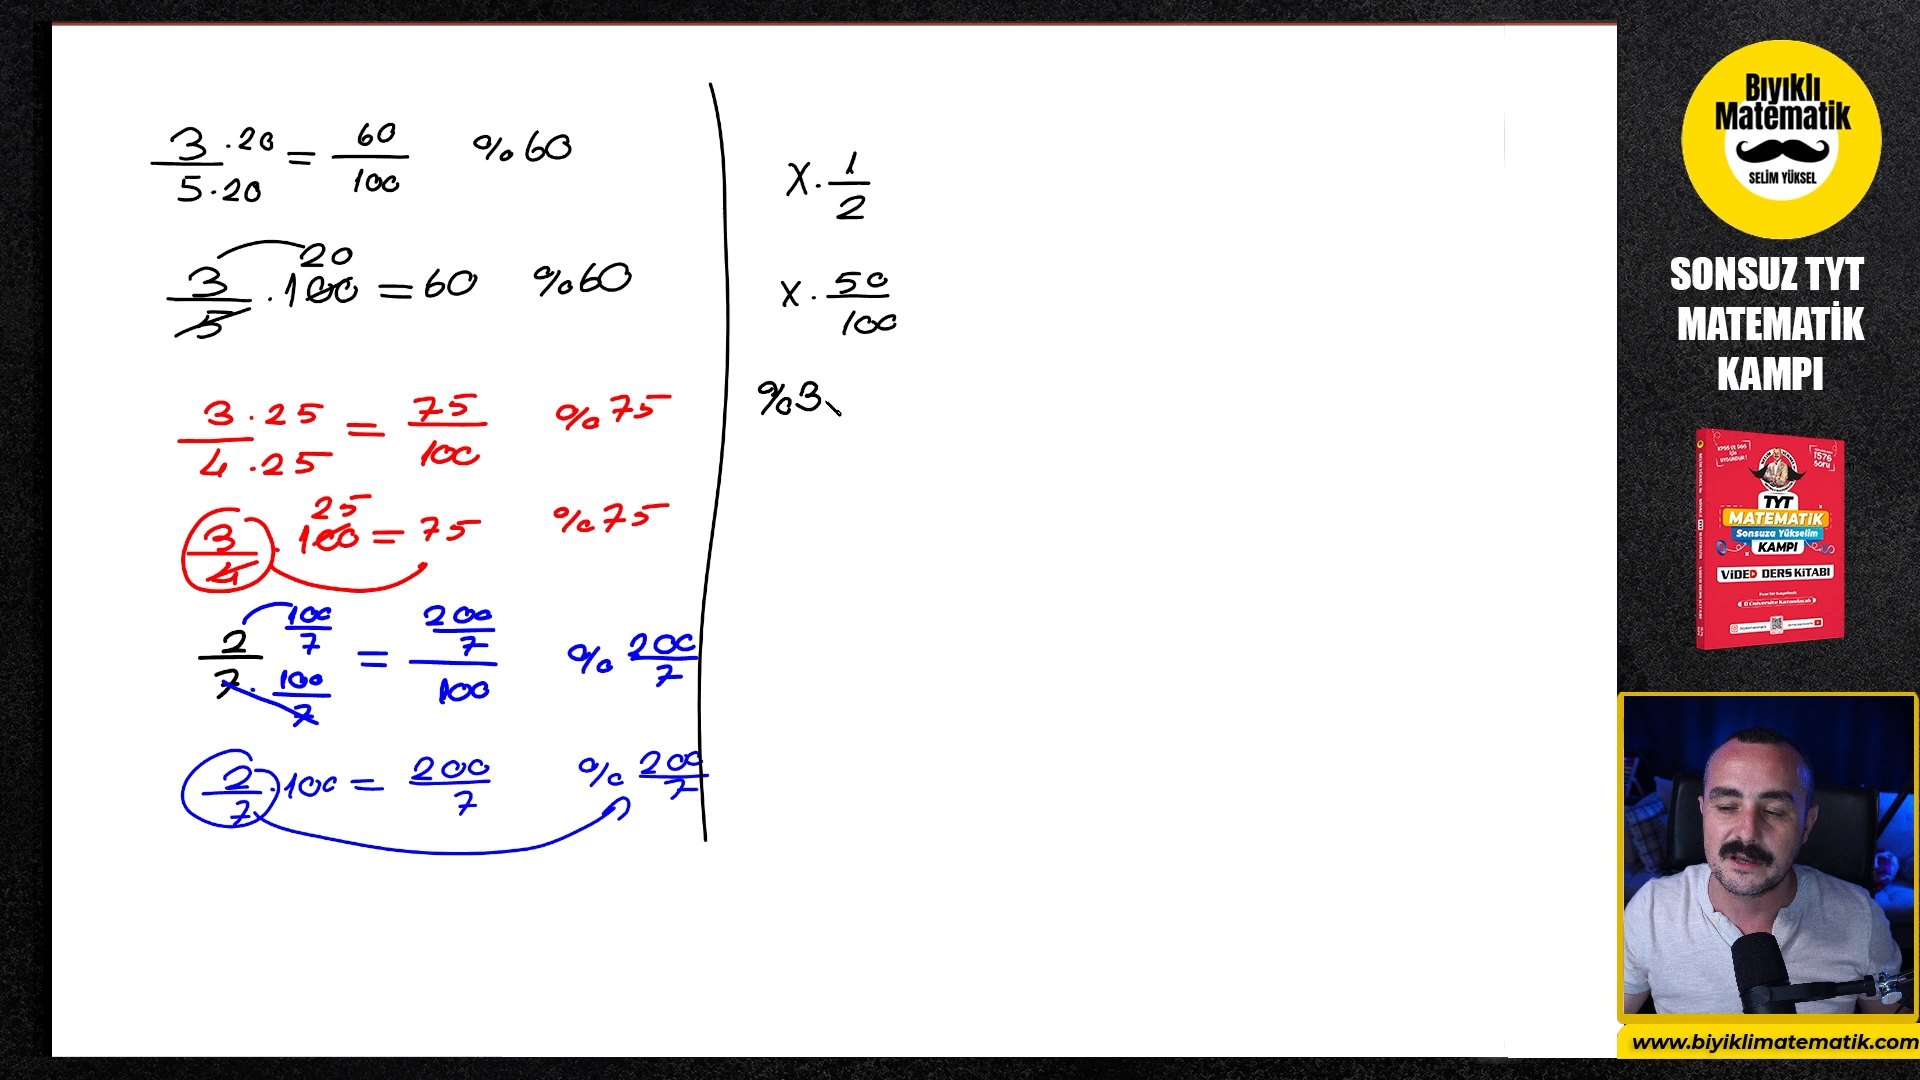 3 . 20 / 5 . 20 = 60 / 100 %60
3 / 5 . 100 = 60 %60
20
3 . 25 / 4 . 25 = 75 / 100 %75
25
3 / 4 . 100 = 75 %75
2 / 7 . 100/7 / 100/7 = 200/7 / 100 % 200/7
2 / 7 . 100 = 200 / 7 % 200/7
x . 1 / 2
x . 50 / 100
%3
Bıyıklı
Matematik
SELİM YÜKSEL
SONSUZ TYT
MATEMATİK
KAMPI
1576
soru
TYT
MATEMATİK
Sonsuza Yükselim
KAMPI
VİDEO DERS KİTABI
www.biyiklimatematik.com